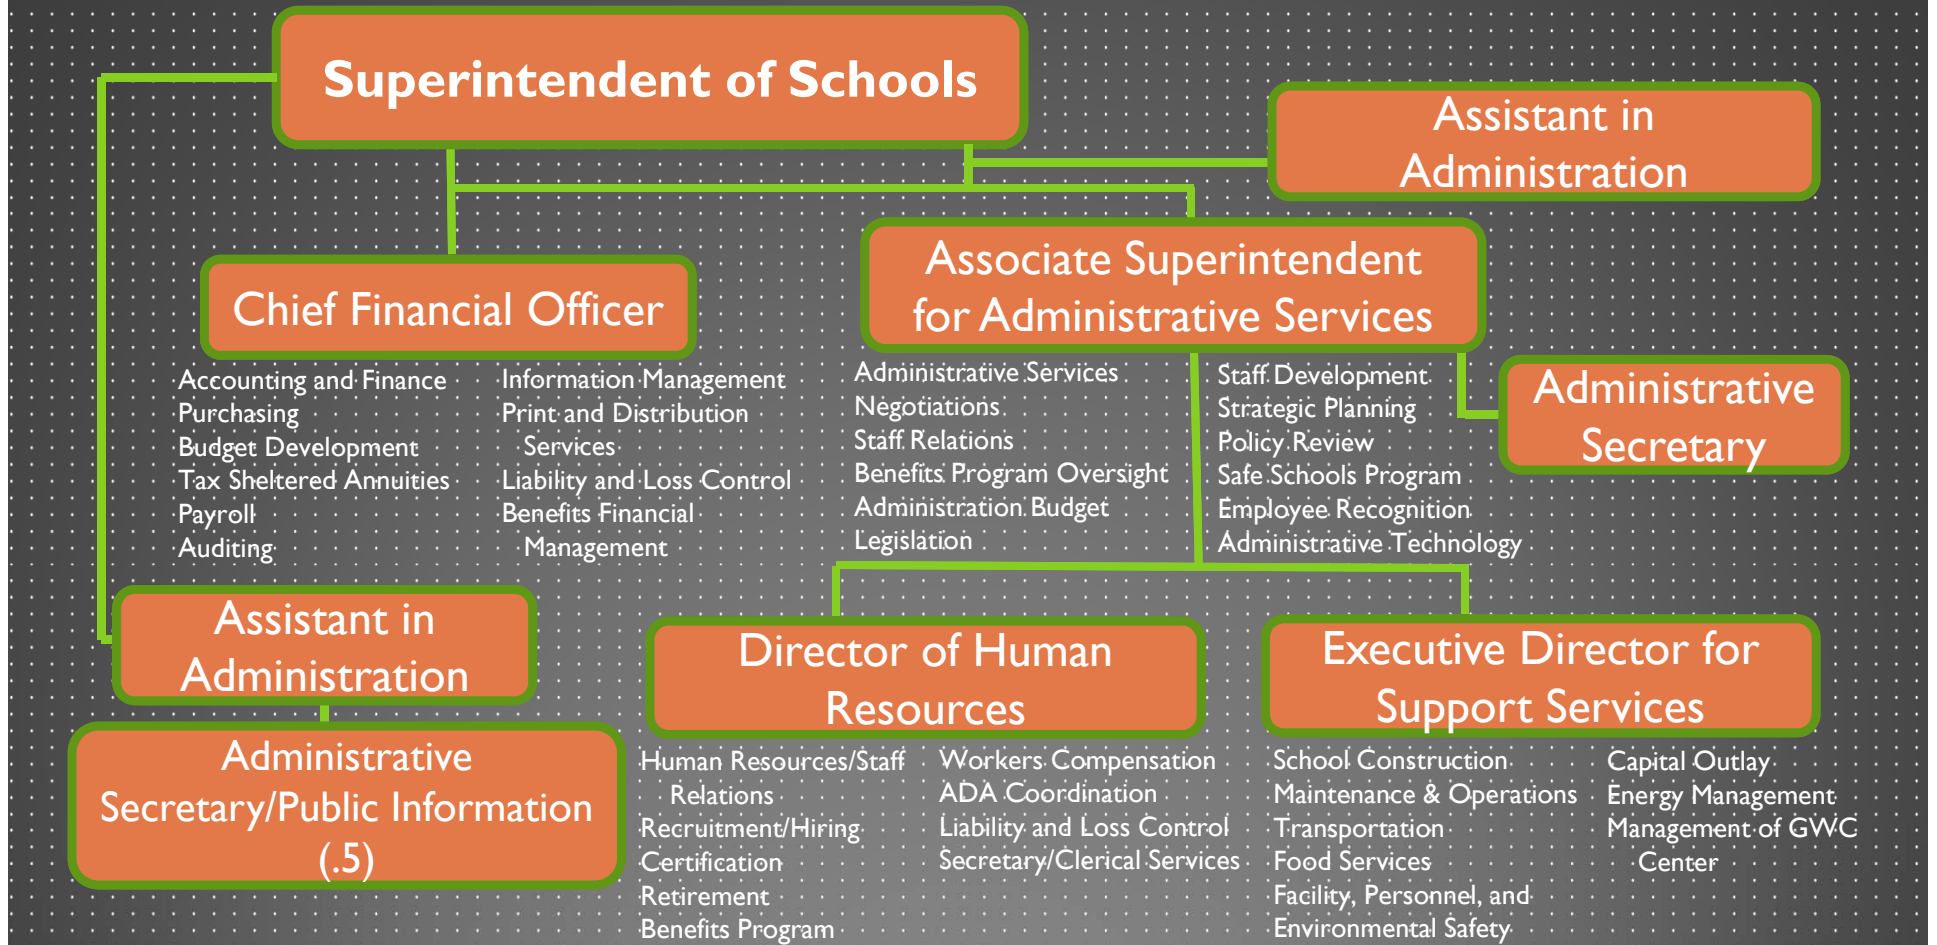 Superintendent of Schools
Assistant in
Administration
Associate Superintendent
for Administrative Services
Chief Financial Officer
Accounting and Finance
Purchasing
Budget Development
Tax Sheltered Annuities
Payroll
Auditing
Information Management
Print and Distribution
Services
Liability and Loss Control
Benefits Financial
Management
Administrative Services
Negotiations
Staff Relations
Benefits Program Oversight
Administration Budget
Legislation
Staff Development
Strategic Planning
Policy Review
Safe Schools Program
Employee Recognition
Administrative Technology
Administrative
Secretary
Assistant in
Administration
Administrative
Secretary/Public Information
(.5)
Director of Human
Resources
Human Resources/Staff
Relations
Recruitment/Hiring
Certification
Retirement
Benefits Program
Workers Compensation
ADA Coordination
Liability and Loss Control
Secretary/Clerical Services
Executive Director for
Support Services
School Construction
Maintenance & Operations
Transportation
Food Services
Facility, Personnel, and
Environmental Safety
Capital Outlay
Energy Management
Management of GWC
Center